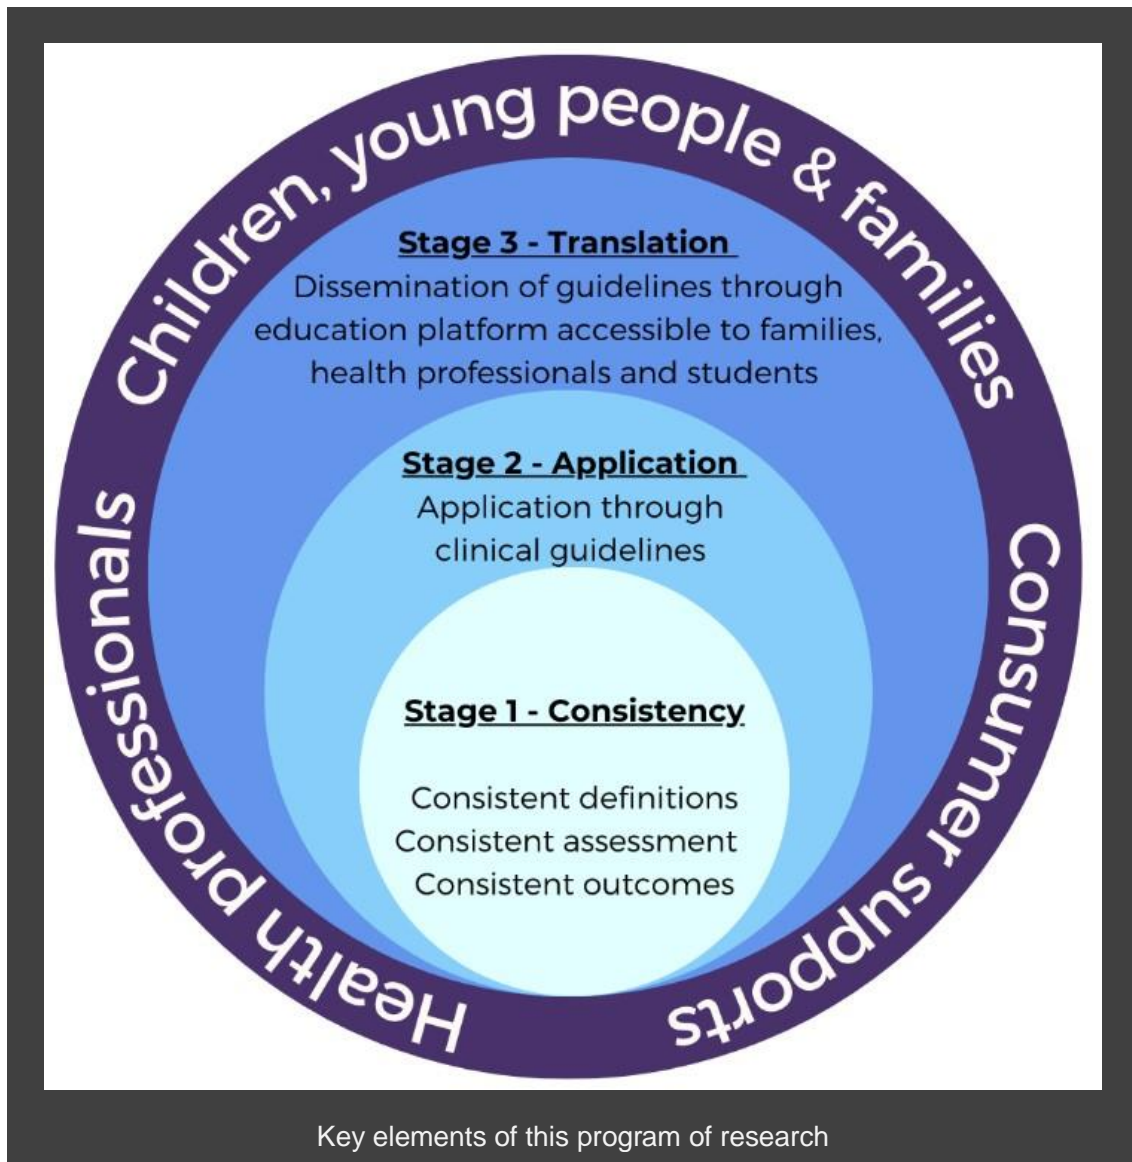 Children, young people & families
Stage 3 - Translation
Dissemination of guidelines through
education platform accessible to families,
health professionals and students
Stage 2 - Application
Application through
clinical guidelines
Stage 1 - Consistency
Consistent definitions
Consistent assessment
Consistent outcomes
Health professionals
Consumer supports
Key elements of this program of research